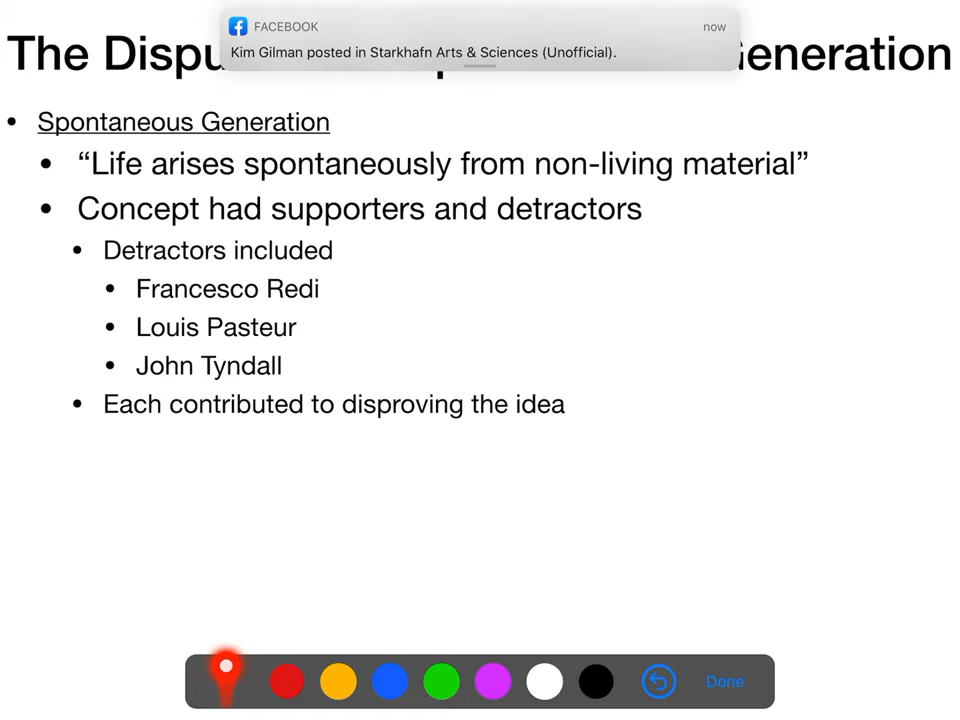 FACEBOOK
now
Kim Gilman posted in Starkhafn Arts & Sciences (Unofficial).
The
• Spontaneous Generation
• “Life arises spontaneously from non-living material”
• Concept had supporters and detractors
• Detractors included
• Francesco Redi
• Louis Pasteur
• John Tyndall
• Each contributed to disproving the idea
Done